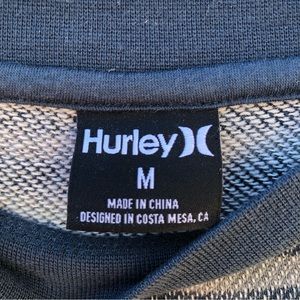 Hurley
M
MADE IN CHINA
DESIGNED IN COSTA MESA, CA